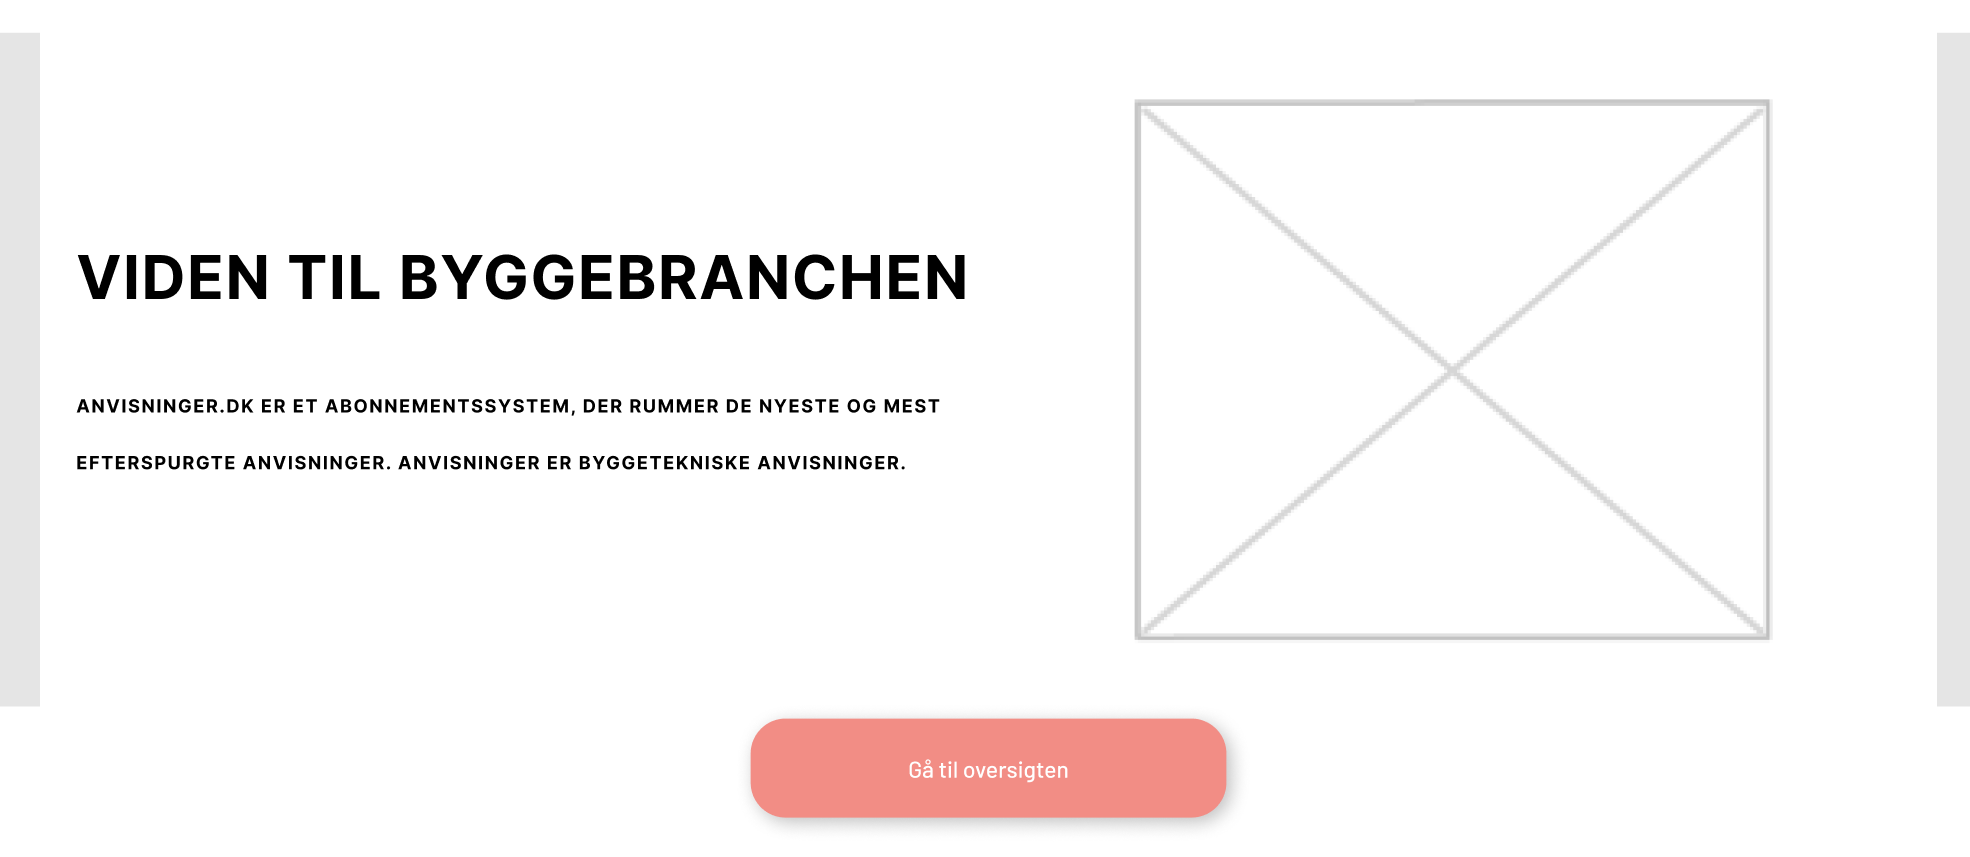 VIDEN TIL BYGGEBRANCHEN
ANVISNINGER.DK ER ET ABONNEMENTSSYSTEM, DER RUMMER DE NYESTE OG MEST
EFTERSPURGTE ANVISNINGER. ANVISNINGER ER BYGGETEKNISKE ANVISNINGER.
Gå til oversigten